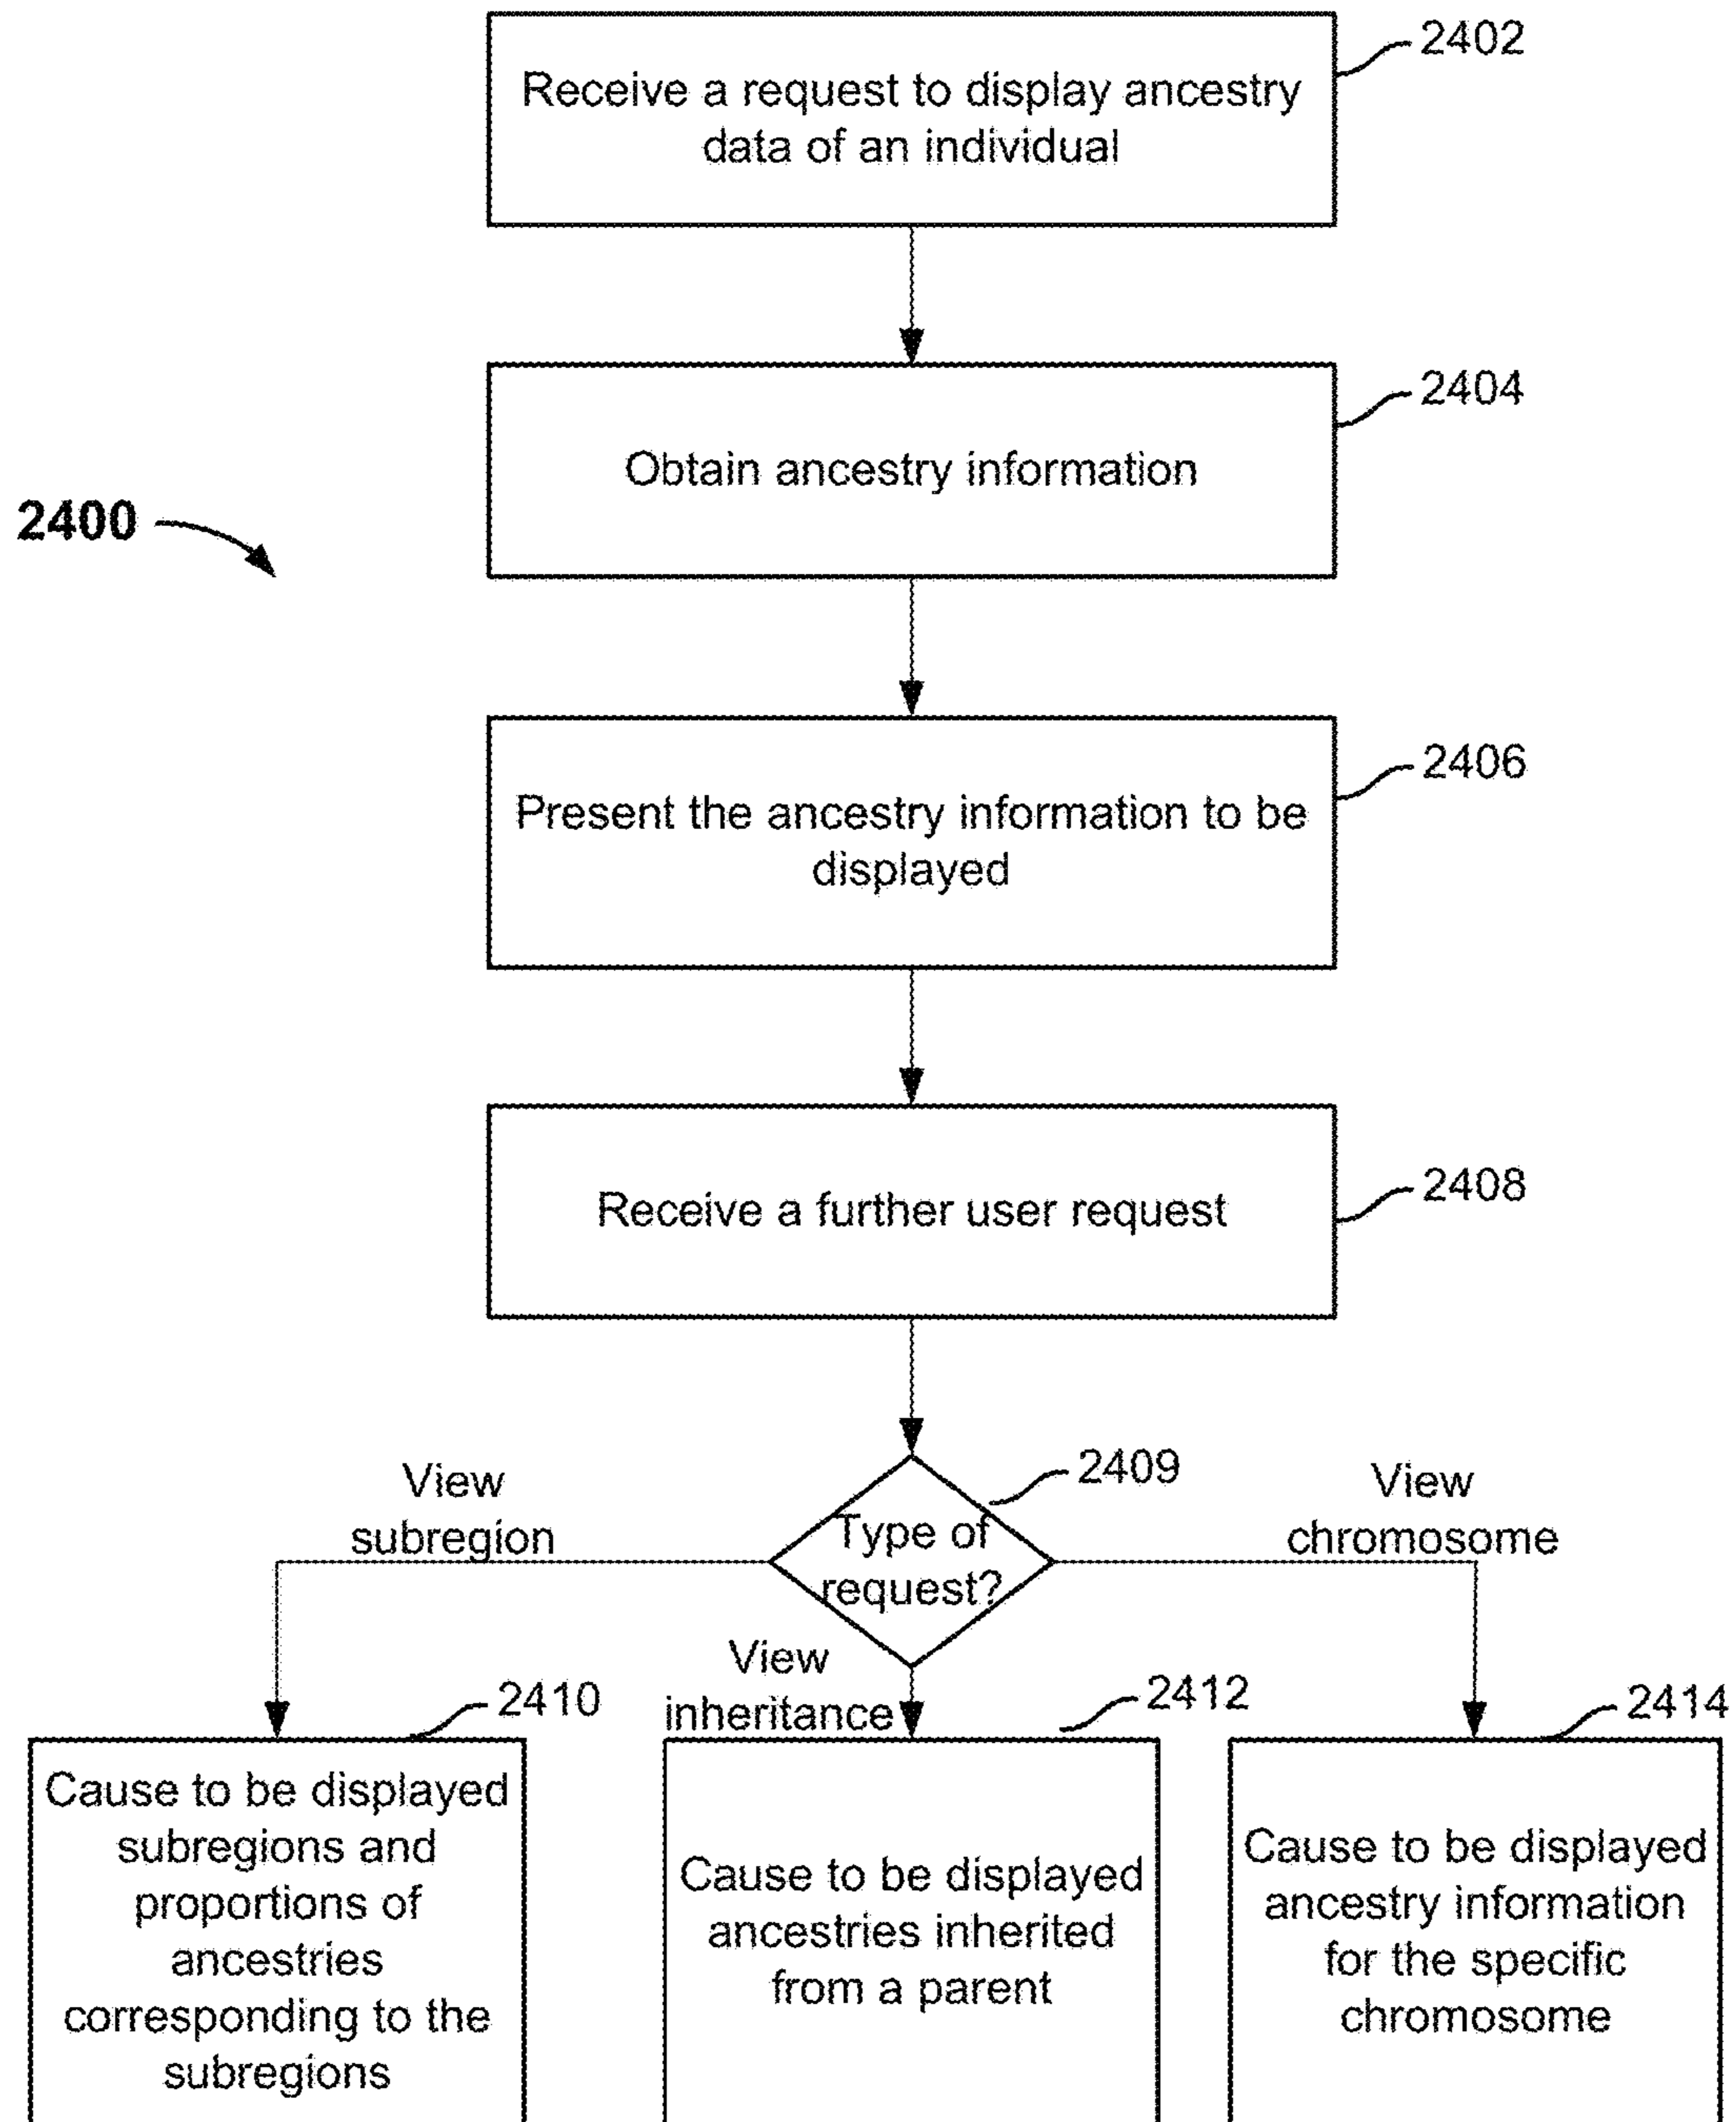 2402
Receive a request to display ancestry
data of an individual
2404
Obtain ancestry information
2400
2406
Present the ancestry information to be
displayed
2408
Receive a further user request
2409
View
subregion
Type of
request?
View
chromosome
View
inheritance
2410
2412
2414
Cause to be displayed
subregions and
proportions of
ancestries
corresponding to the
subregions
Cause to be displayed
ancestries inherited
from a parent
Cause to be displayed
ancestry information
for the specific
chromosome